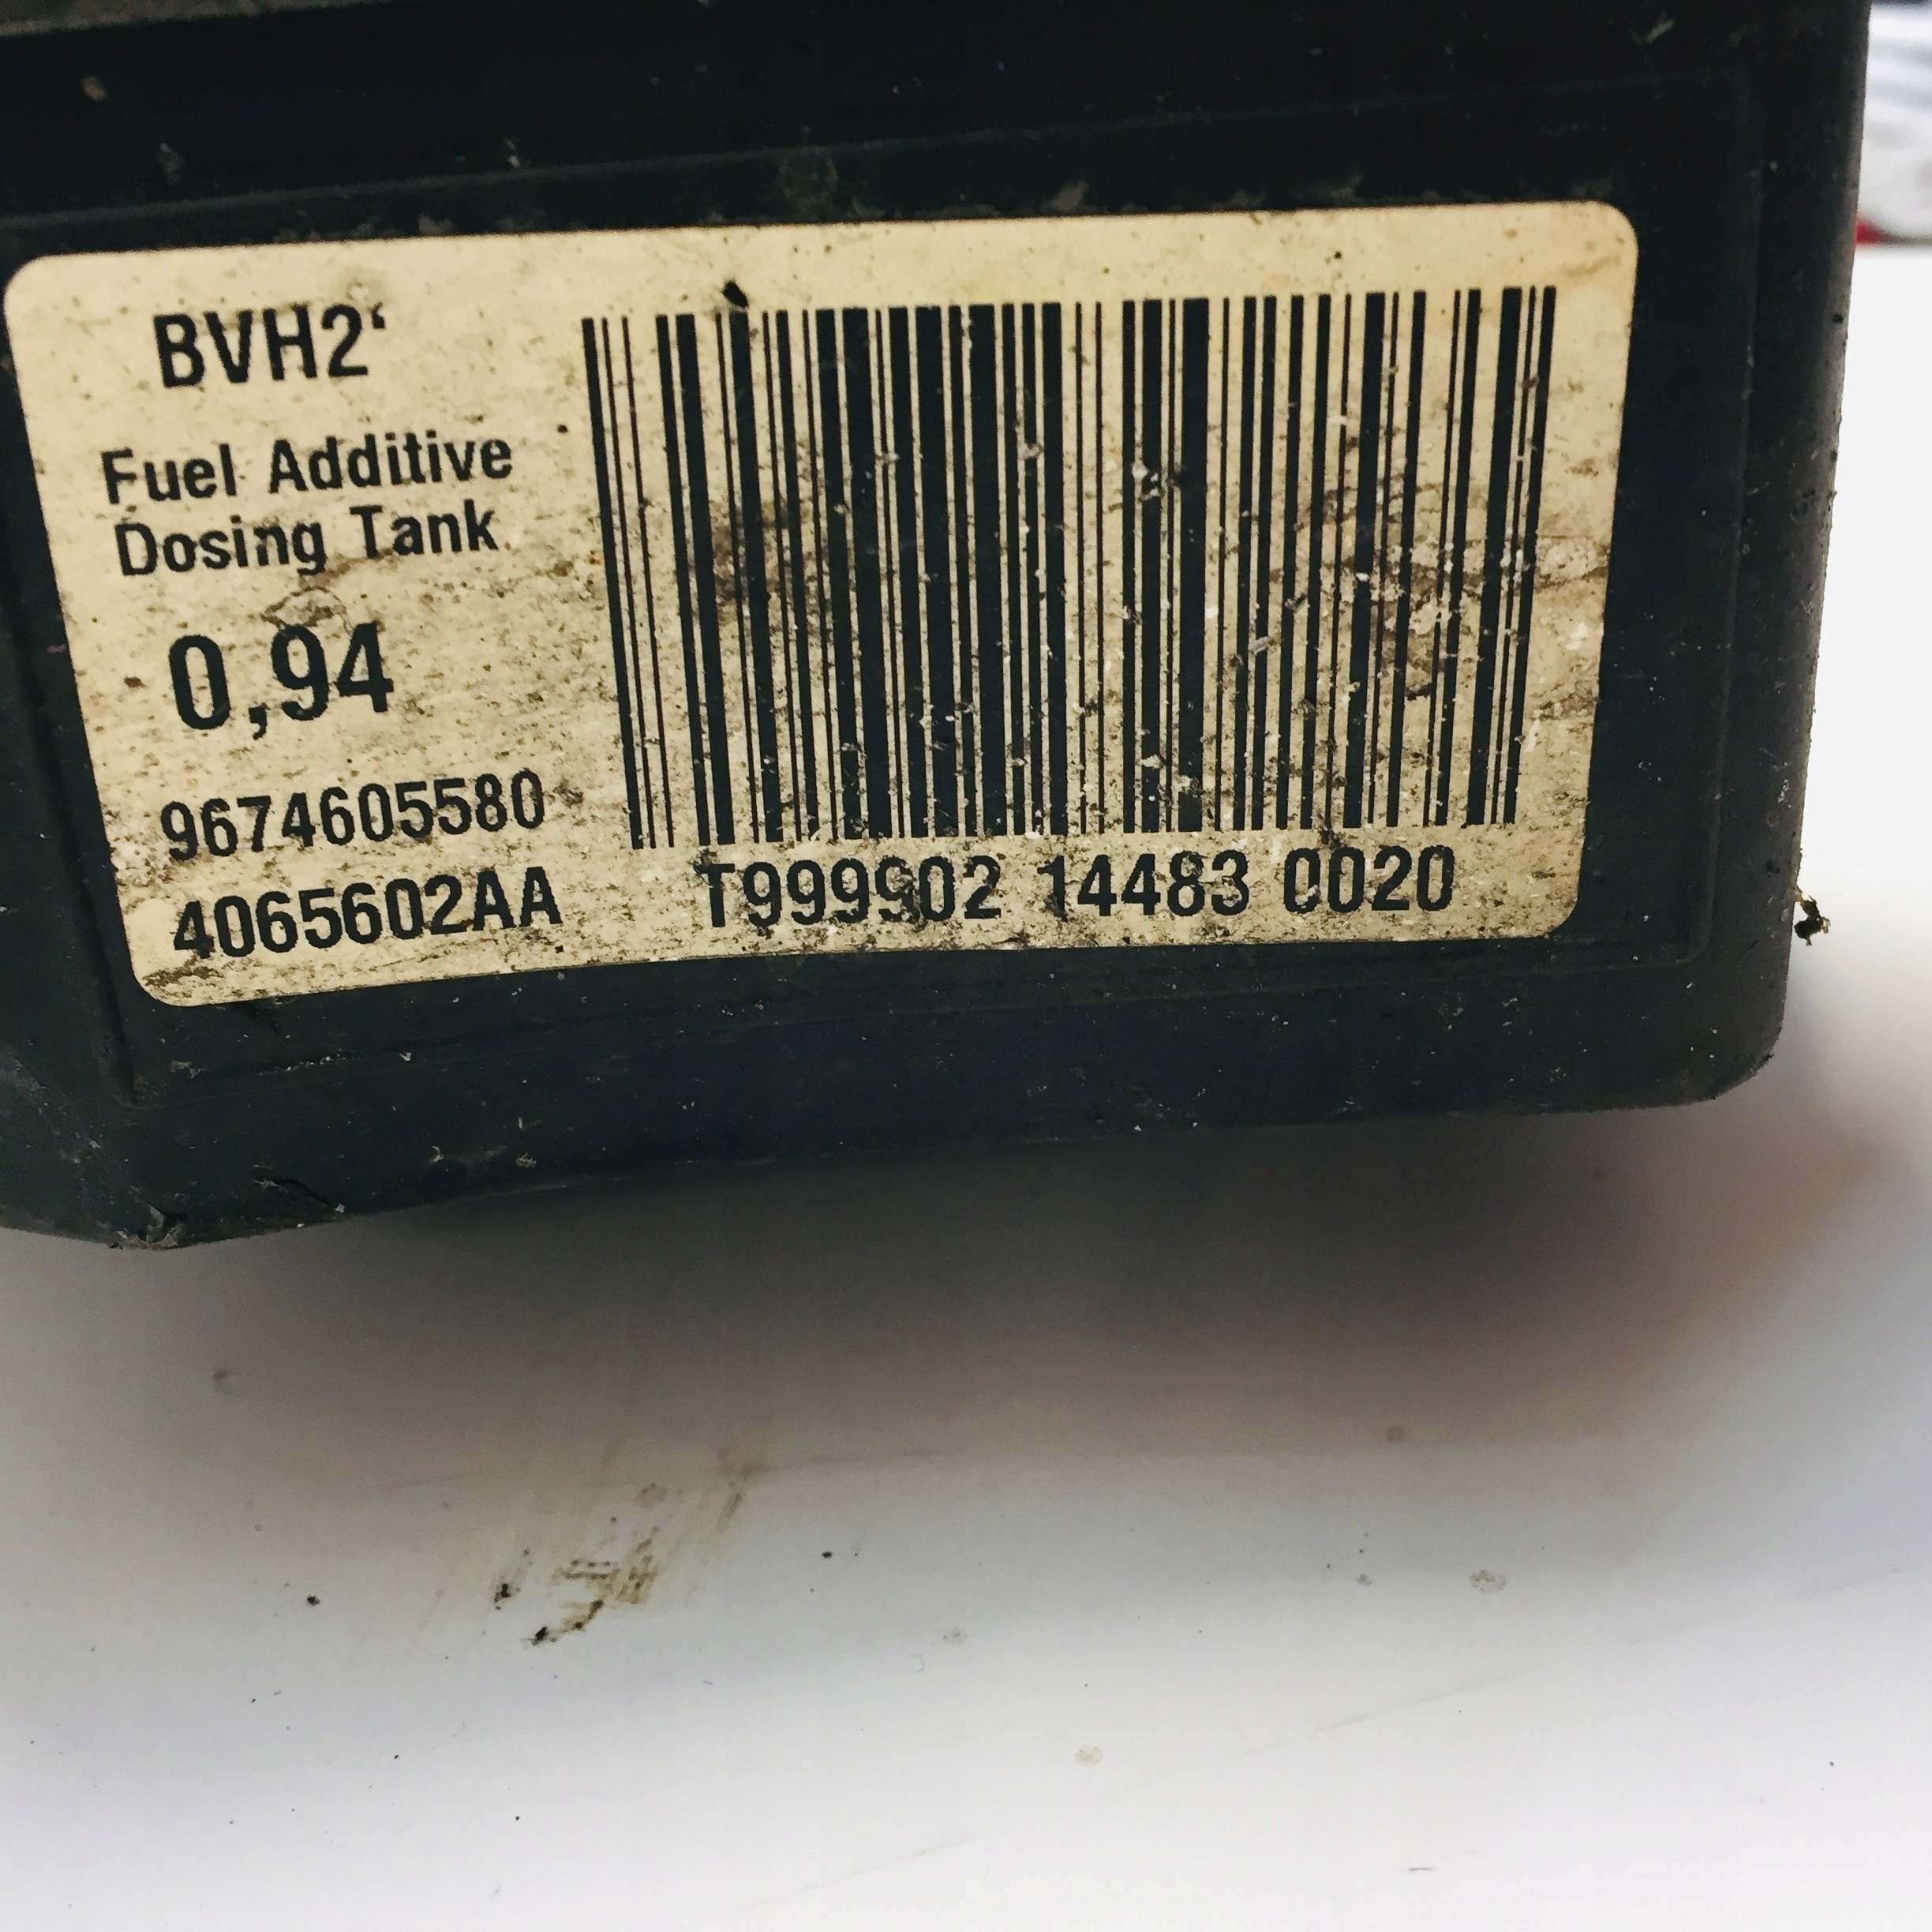 BVH2‘
Fuel Additive
Dosing Tank
0,94
9674605580
4065602AA
T999902 14483 0020